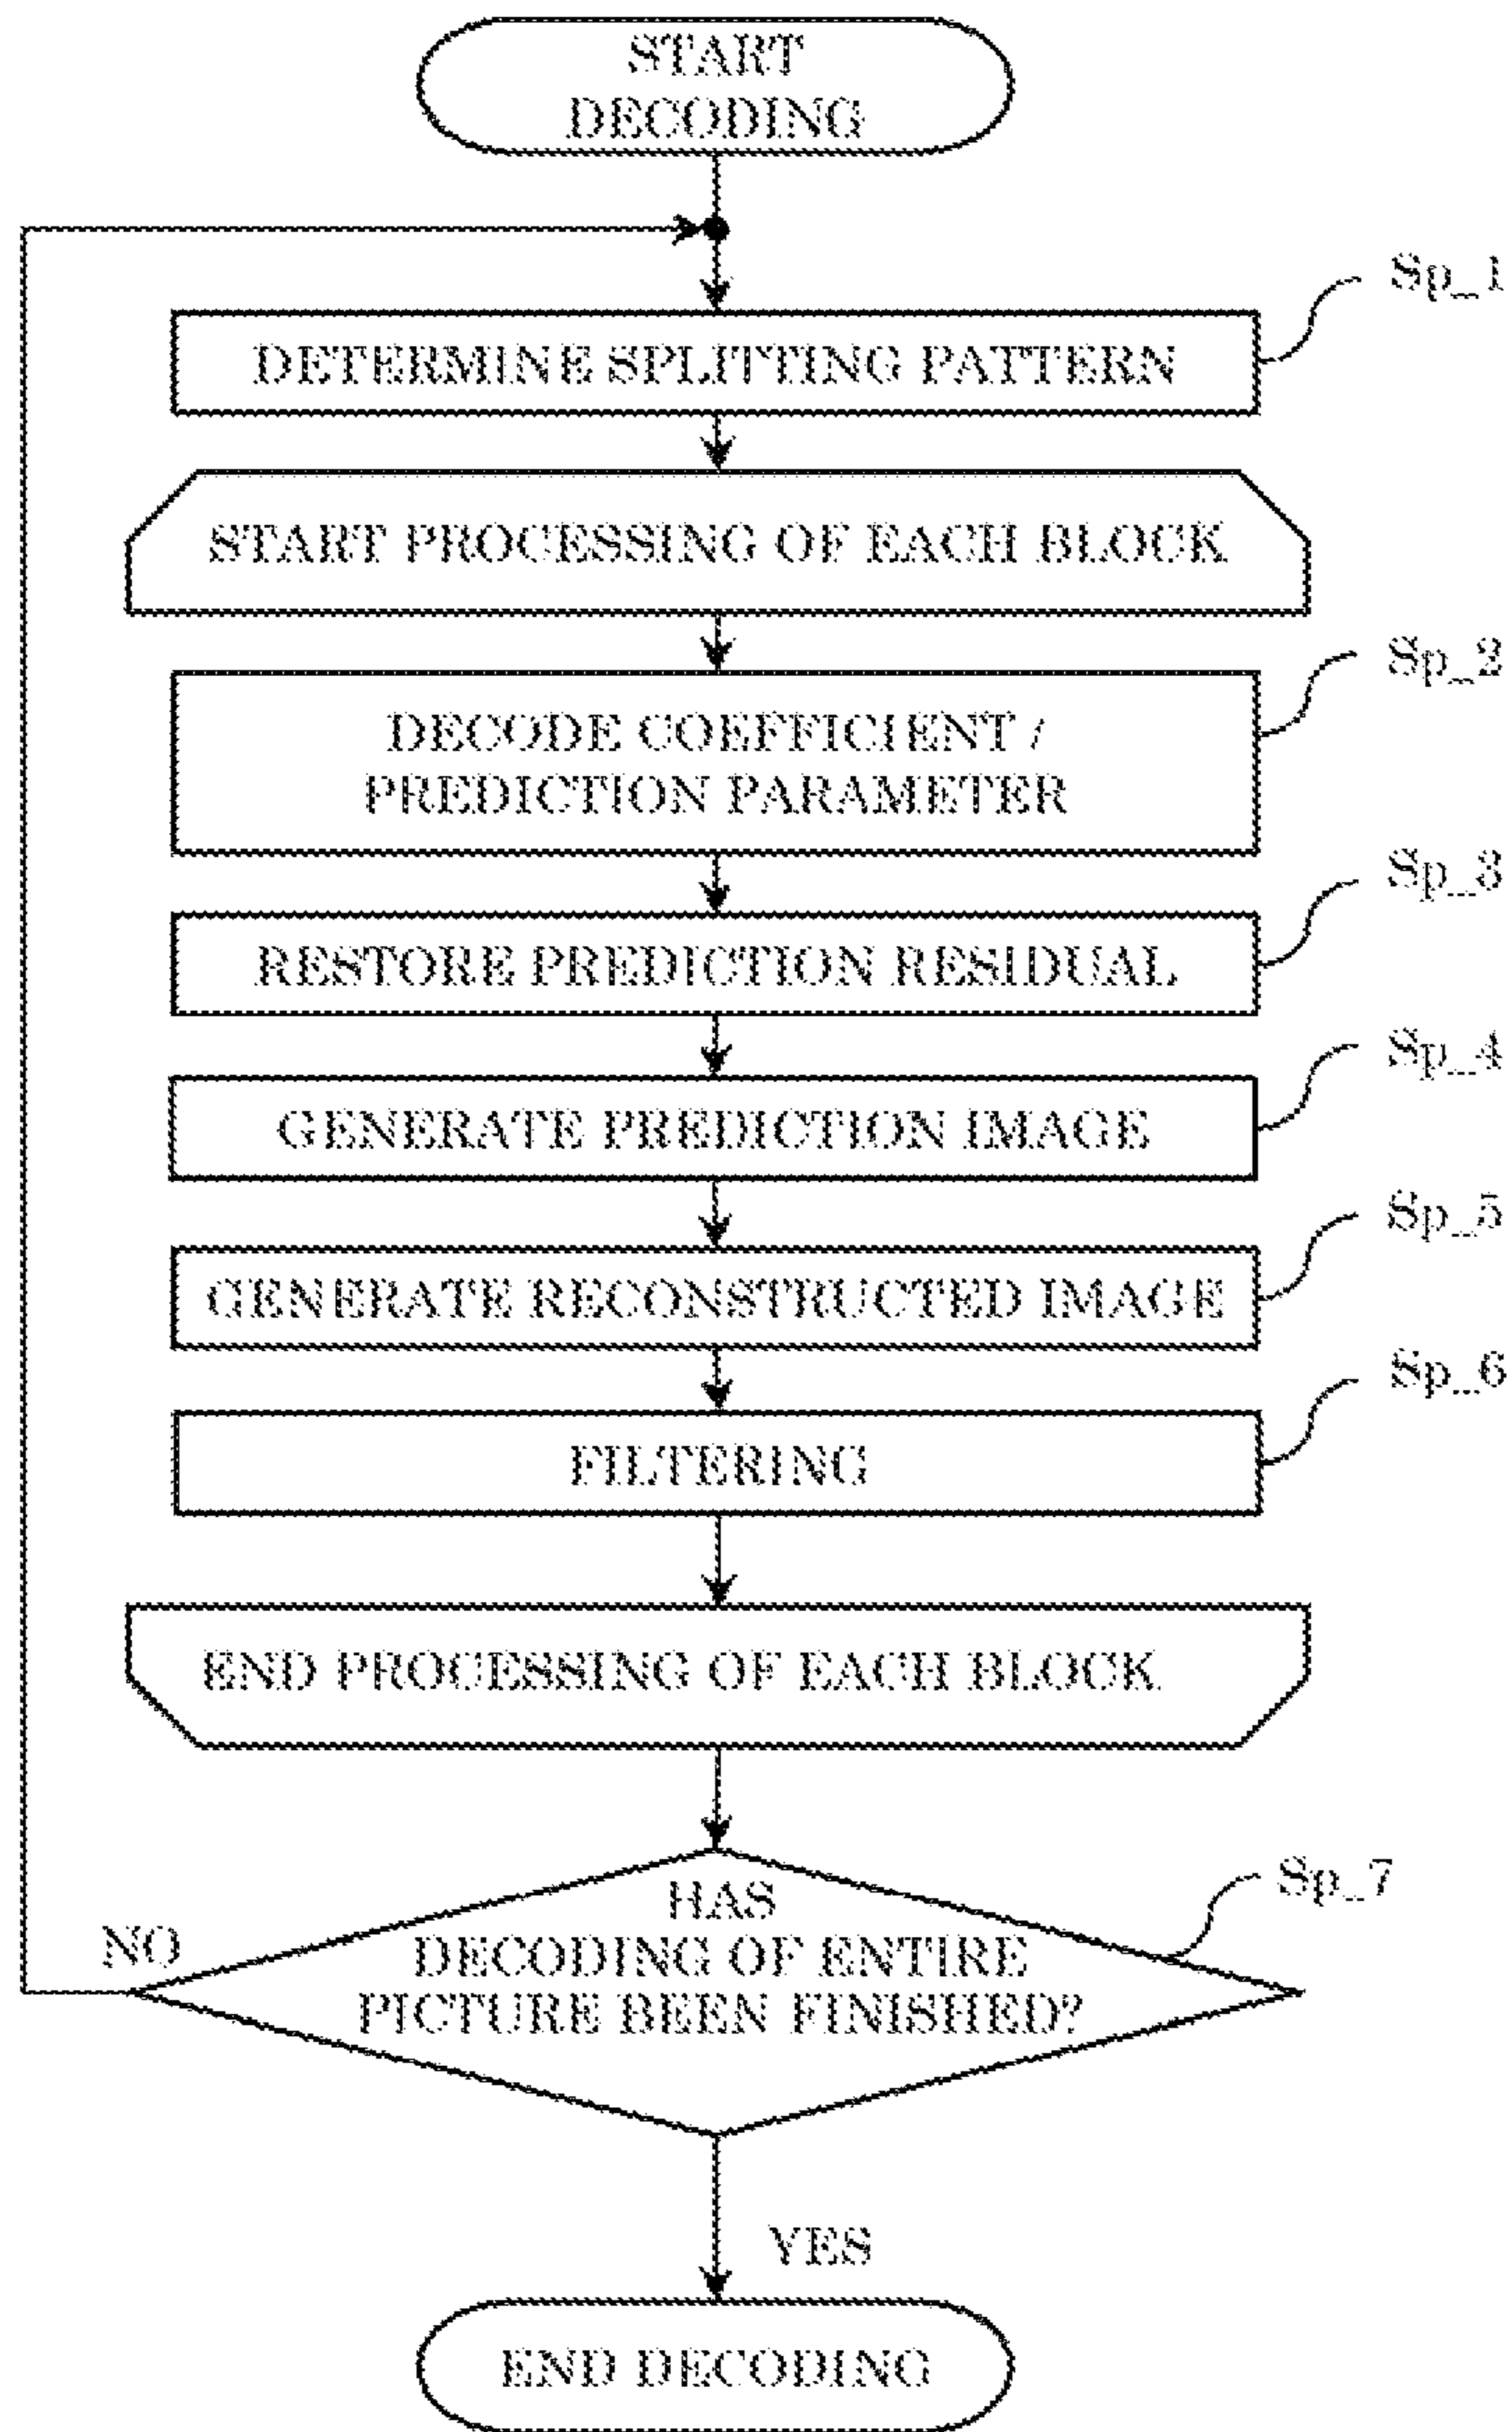 START
DECODING
Sp_1
DETERMINE SPLITTING PATTERN
START PROCESSING OF EACH BLOCK
Sp_2
DECODE COEFFICIENT /
PREDICTION PARAMETER
Sp_3
RESTORE PREDICTION RESIDUAL
Sp_4
GENERATE PREDICTION IMAGE
Sp_5
GENERATE RECONSTRUCTED IMAGE
Sp_6
FILTERING
END PROCESSING OF EACH BLOCK
Sp_7
HAS
DECODING OF ENTIRE
PICTURE BEEN FINISHED?
NO
YES
END DECODING